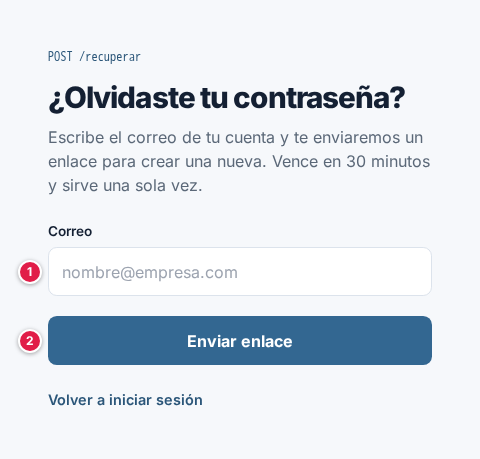 POST /recuperar
¿Olvidaste tu contraseña?
Escribe el correo de tu cuenta y te enviaremos un
enlace para crear una nueva. Vence en 30 minutos
y sirve una sola vez.
Correo
1
nombre@empresa.com
2
Enviar enlace
Volver a iniciar sesión